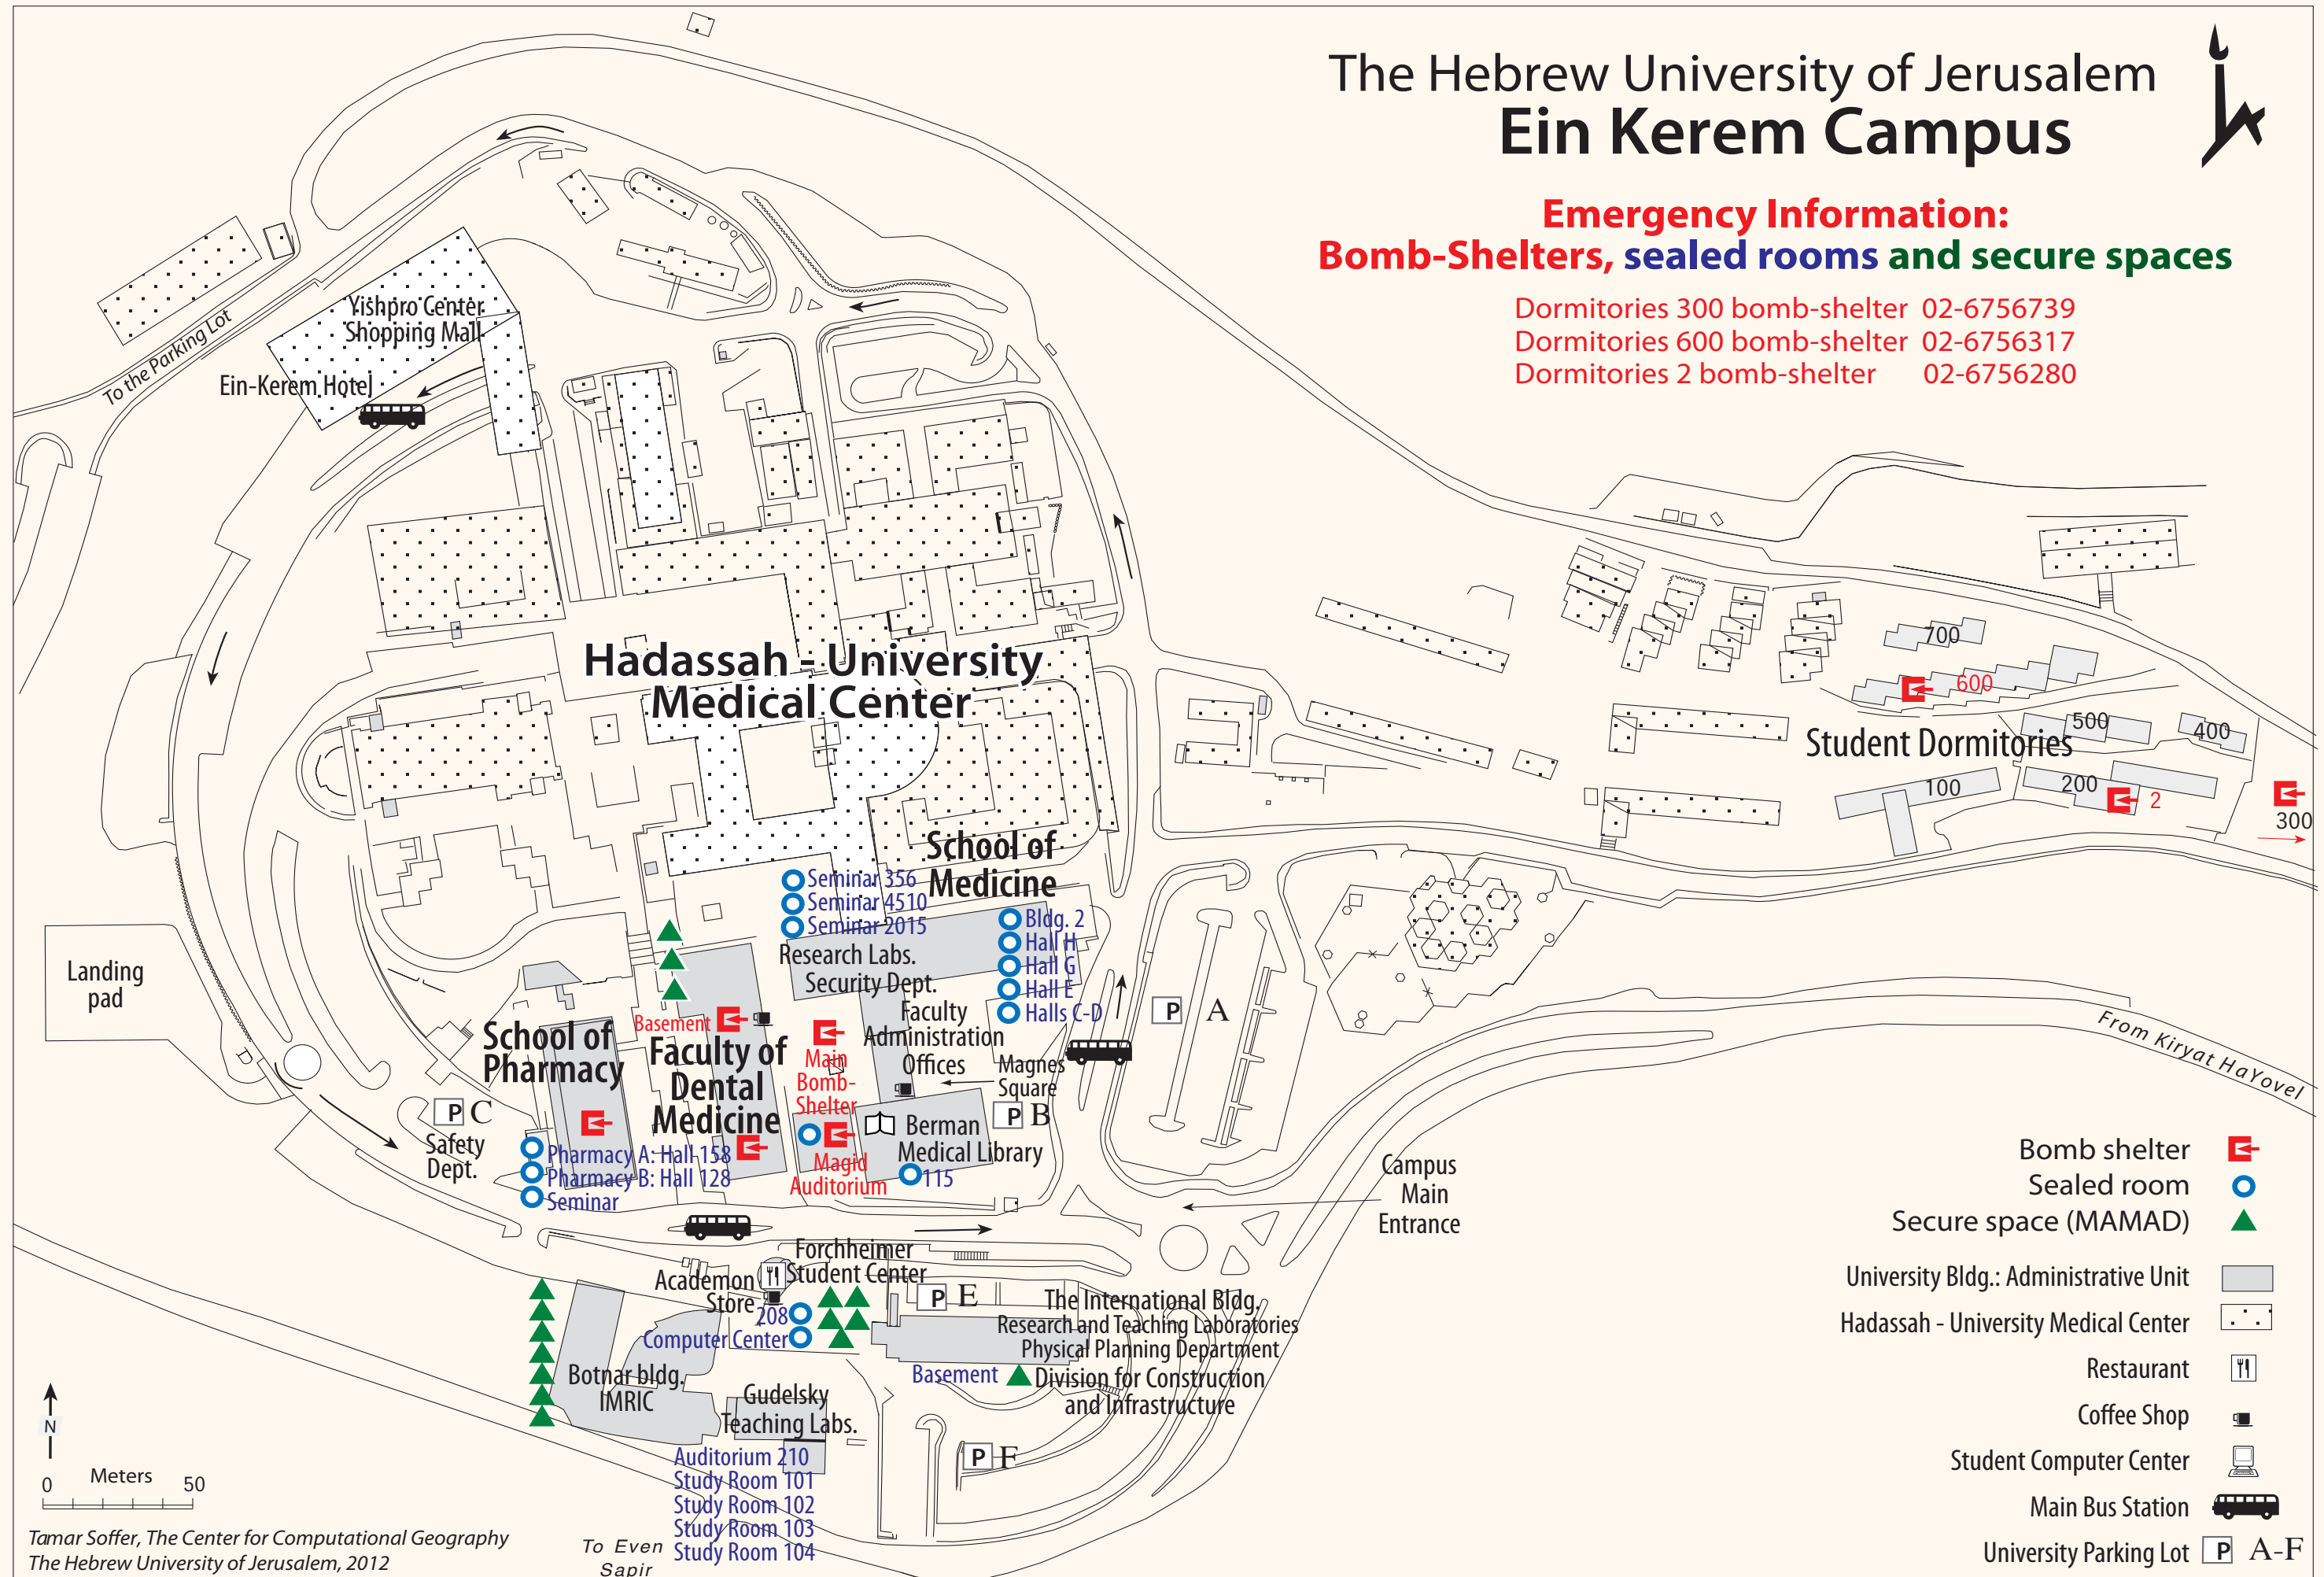 The Hebrew University of Jerusalem
Ein Kerem Campus
Emergency Information:
Bomb-Shelters, sealed rooms and secure spaces
Dormitories 300 bomb-shelter 02-6756739
Dormitories 600 bomb-shelter 02-6756317
Dormitories 2 bomb-shelter 02-6756280
Yishpro Center
Shopping Mall
To the Parking Lot
Ein-Kerem Hotel
Hadassah - University
Medical Center
700
600
500
400
Student Dormitories
100
200
2
300
School of
Medicine
Seminar 356
Seminar 4510
Seminar 2015
Bldg. 2
Hall H
Hall G
Hall E
Halls C-D
Research Labs.
Security Dept.
Landing
pad
Faculty
Administration
Offices
P A
From Kiryat HaYovel
Basement
School of
Pharmacy
Faculty of
Dental
Medicine
Main
Bomb-
Shelter
Magnes
Square
P B
P C
Safety
Dept.
Berman
Medical Library
115
Magid
Auditorium
Pharmacy A: Hall 158
Pharmacy B: Hall 128
Seminar
Campus
Main
Entrance
Forchheimer
Student Center
Academon
Store
208
Computer Center
P E
The International Bldg.
Research and Teaching Laboratories
Physical Planning Department
Basement
Division for Construction
and Infrastructure
Botnar bldg.
IMRIC
Gudelsky
Teaching Labs.
Auditorium 210
Study Room 101
Study Room 102
Study Room 103
Study Room 104
P F
To Even
Sapir
N
Meters
0 50
Tamar Soffer, The Center for Computational Geography
The Hebrew University of Jerusalem, 2012
Bomb shelter
Sealed room
Secure space (MAMAD)
University Bldg.: Administrative Unit
Hadassah - University Medical Center
Restaurant
Coffee Shop
Student Computer Center
Main Bus Station
University Parking Lot P A-F